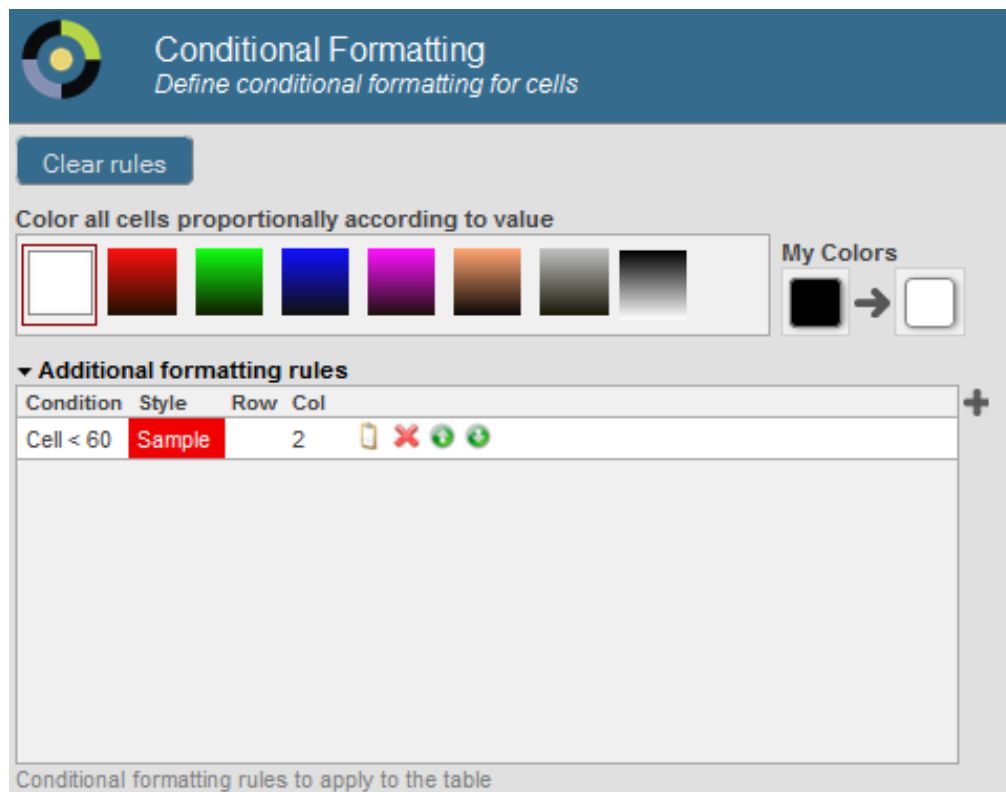 Conditional Formatting
Define conditional formatting for cells
Clear rules
Color all cells proportionally according to value
My Colors
Additional formatting rules
Condition Style Row Col
Cell < 60 Sample 2
Conditional formatting rules to apply to the table